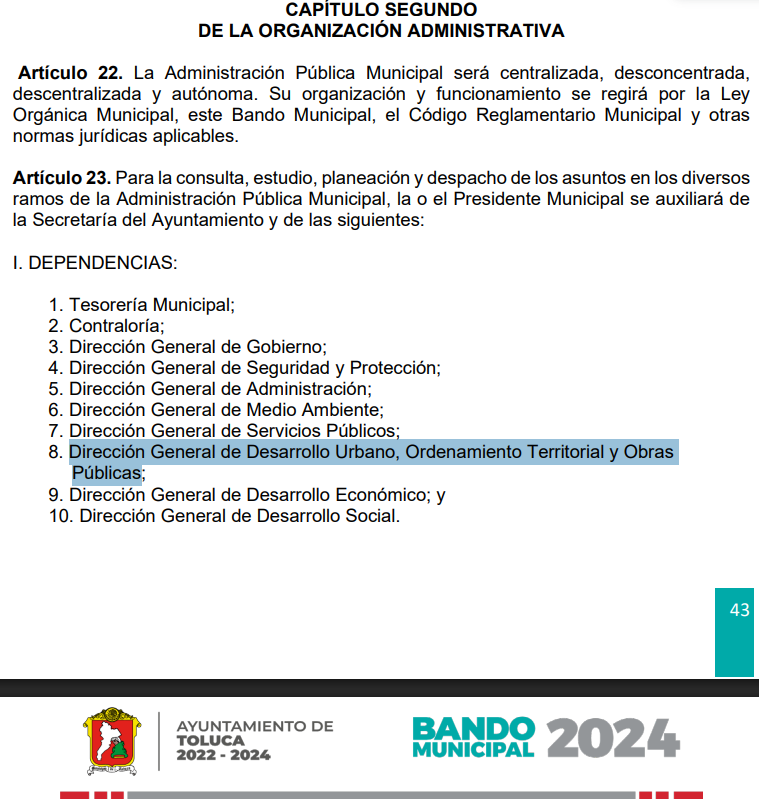 CAPÍTULO SEGUNDO
DE LA ORGANIZACIÓN ADMINISTRATIVA
Artículo 22. La Administración Pública Municipal será centralizada, desconcentrada,
descentralizada y autónoma. Su organización y funcionamiento se regirá por la Ley
Orgánica Municipal, este Bando Municipal, el Código Reglamentario Municipal y otras
normas jurídicas aplicables.
Artículo 23. Para la consulta, estudio, planeación y despacho de los asuntos en los diversos
ramos de la Administración Pública Municipal, la o el Presidente Municipal se auxiliará de
la Secretaría del Ayuntamiento y de las siguientes:
I. DEPENDENCIAS:
1. Tesorería Municipal;
2. Contraloría;
3. Dirección General de Gobierno;
4. Dirección General de Seguridad y Protección;
5. Dirección General de Administración;
6. Dirección General de Medio Ambiente;
7. Dirección General de Servicios Públicos;
8. Dirección General de Desarrollo Urbano, Ordenamiento Territorial y Obras
Públicas;
9. Dirección General de Desarrollo Económico; y
10. Dirección General de Desarrollo Social.
43
AYUNTAMIENTO DE
TOLUCA
2022 - 2024
BANDO
MUNICIPAL
2024